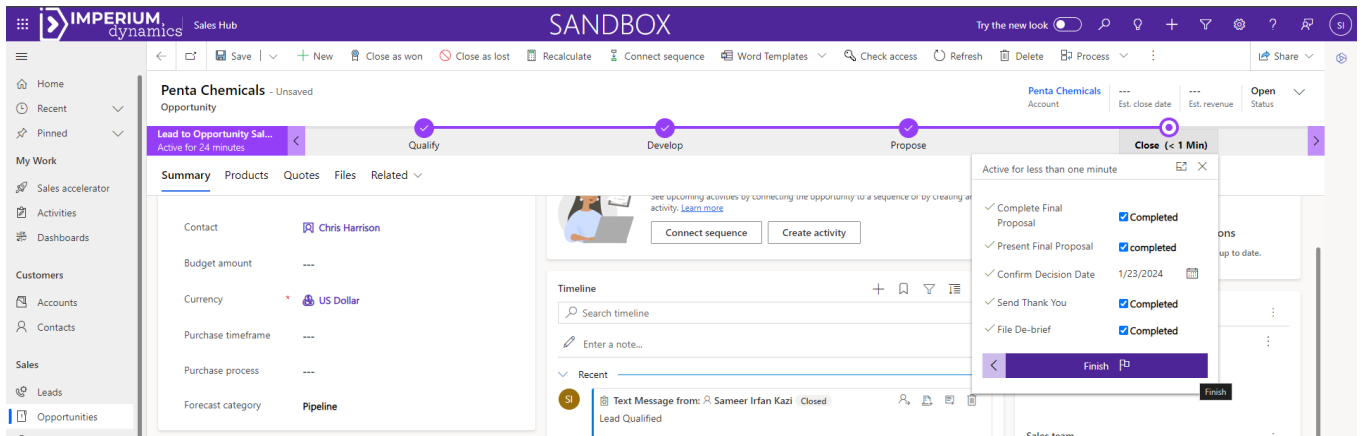 IMPERIUM
dynamics
Sales Hub
SANDBOX
Try the new look
SI
Save
New
Close as won
Close as lost
Recalculate
Connect sequence
Word Templates
Check access
Refresh
Delete
Process
Share
Home
Recent
Pinned
My Work
Sales accelerator
Activities
Dashboards
Customers
Accounts
Contacts
Sales
Leads
Opportunities
Penta Chemicals - Unsaved
Opportunity
Penta Chemicals
Account
---
Est. close date
---
Est. revenue
Open
Status
Lead to Opportunity Sal...
Active for 24 minutes
Qualify
Develop
Propose
Close (< 1 Min)
Summary Products Quotes Files Related
Contact
Chris Harrison
Budget amount
---
Currency * US Dollar
Purchase timeframe
---
Purchase process
---
Forecast category
Pipeline
See upcoming activities by connecting the opportunity to a sequence or by creating an
activity. Learn more
Connect sequence
Create activity
Timeline
Search timeline
Enter a note...
Recent
SI
Text Message from: Sameer Irfan Kazi Closed
Lead Qualified
Active for less than one minute
Complete Final
Proposal
Completed
Present Final Proposal
completed
Confirm Decision Date
1/23/2024
Send Thank You
Completed
File De-brief
Completed
Finish
Finish
ons
up to date.
Sales team